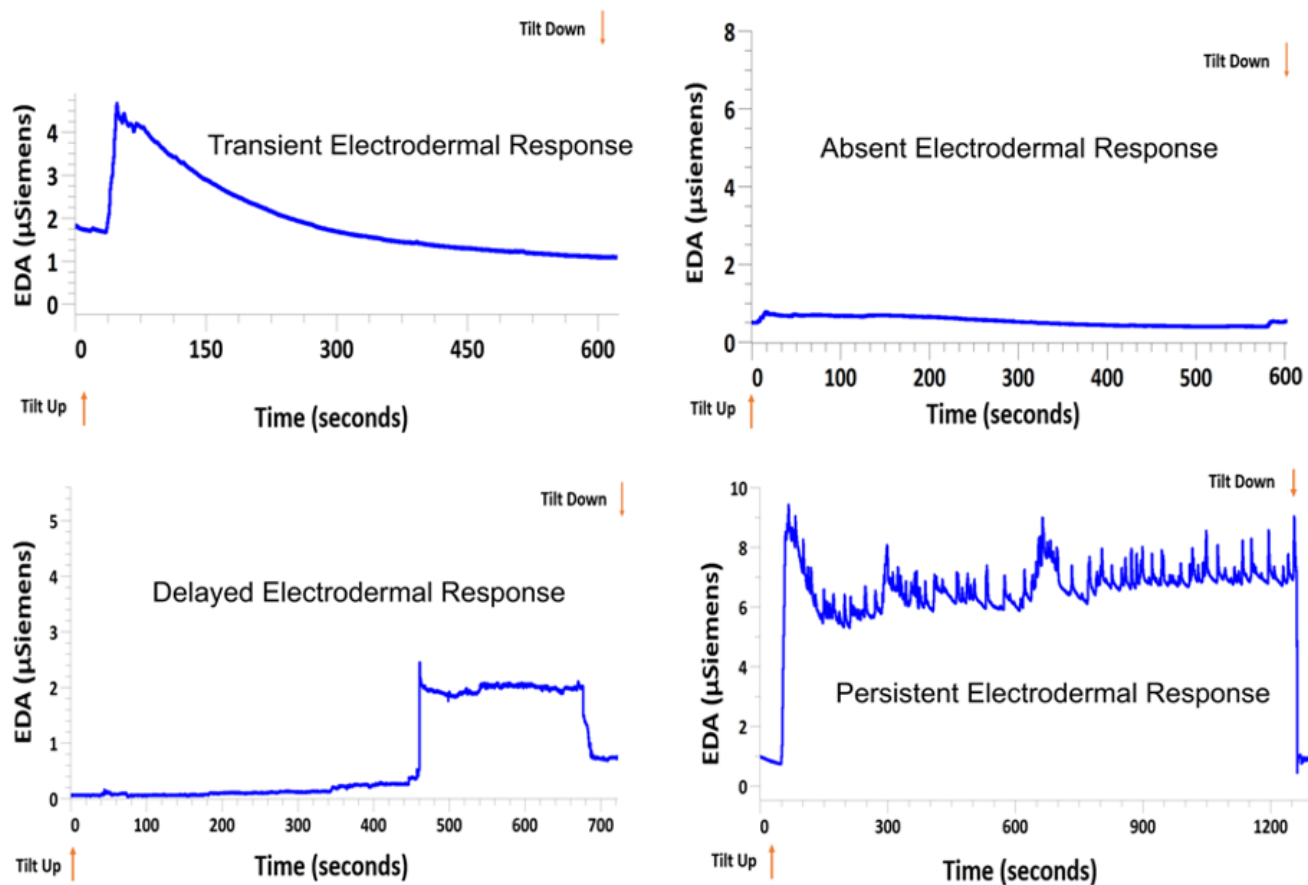 Tilt Down
EDA (µSiemens)
4
3
2
1
0
Transient Electrodermal Response
0 150 300 450 600
Tilt Up
Time (seconds)
Tilt Down
EDA (µsiemens)
8
6
4
2
0
Absent Electrodermal Response
0 100 200 300 400 500 600
Tilt Up
Time (seconds)
Tilt Down
EDA (µSiemens)
5
4
3
2
1
0
Delayed Electrodermal Response
0 100 200 300 400 500 600 700
Tilt Up
Time (seconds)
Tilt Down
EDA (µSiemens)
10
8
6
4
2
0
Persistent Electrodermal Response
0 300 600 900 1200
Tilt Up
Time (seconds)